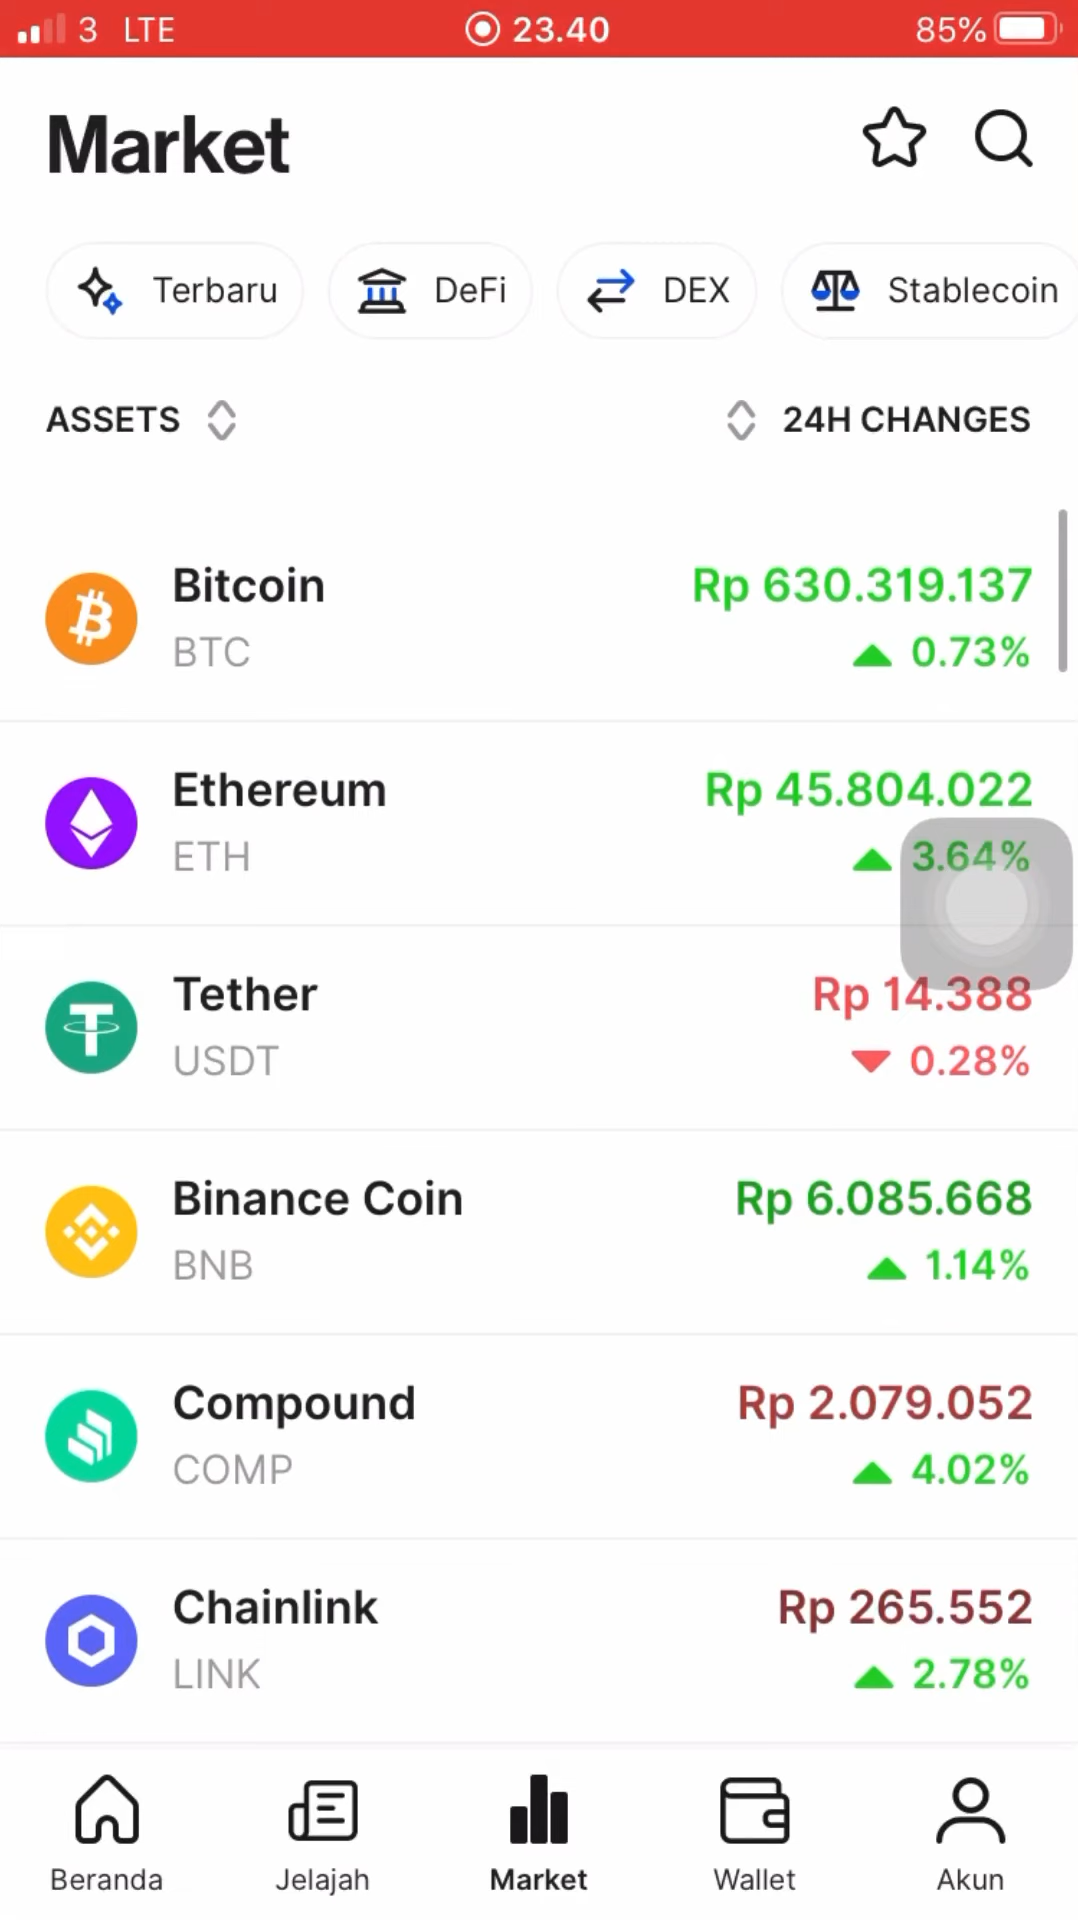 3 LTE 23.40 85%
Market
Terbaru DeFi DEX Stablecoin
ASSETS 24H CHANGES
Bitcoin Rp 630.319.137
BTC 0.73%
Ethereum Rp 45.804.022
ETH 3.64%
Tether Rp 14.388
USDT 0.28%
Binance Coin Rp 6.085.668
BNB 1.14%
Compound Rp 2.079.052
COMP 4.02%
Chainlink Rp 265.552
LINK 2.78%
Beranda Jelajah Market Wallet Akun